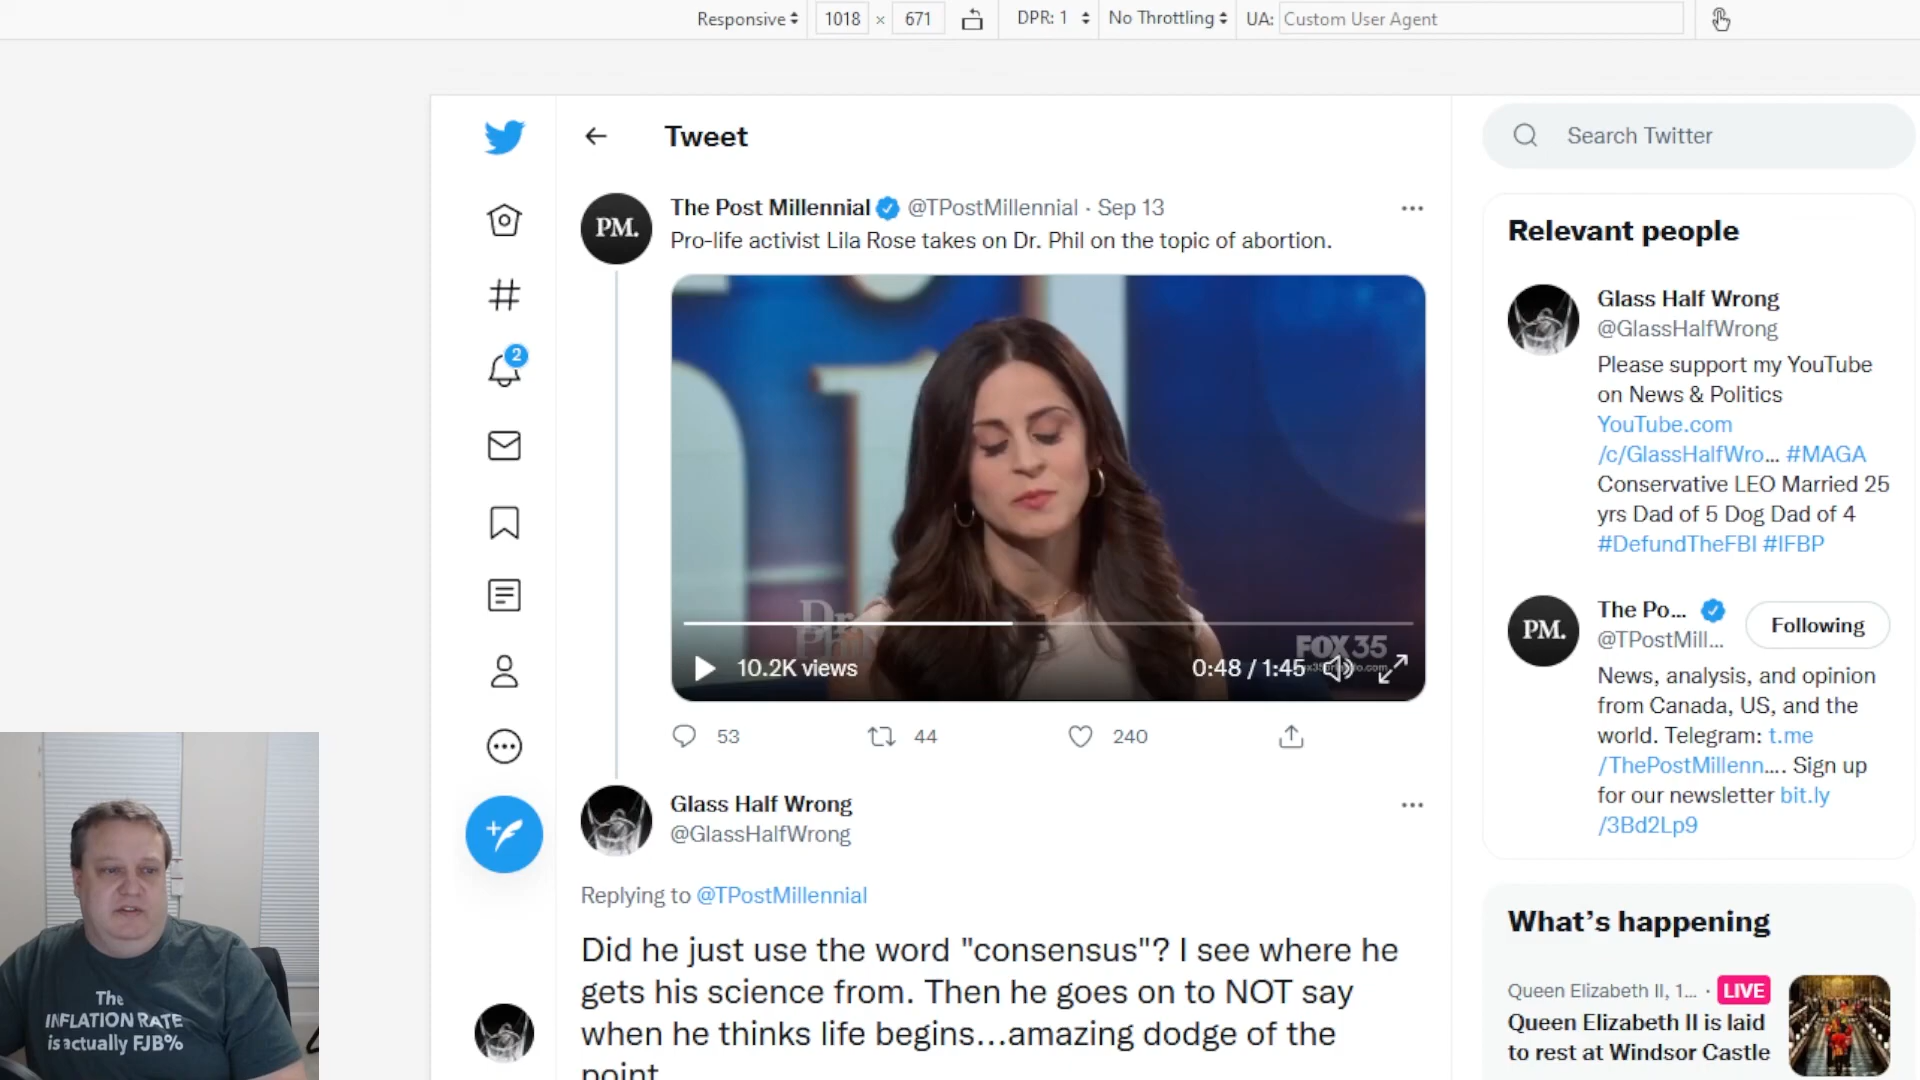 Responsive
1018 × 671
DPR: 1
No Throttling
UA: Custom User Agent
Tweet
Search Twitter
PM.
The Post Millennial @TPostMillennial · Sep 13
Pro-life activist Lila Rose takes on Dr. Phil on the topic of abortion.
Dr.
Phil
FOX 35
10.2K views
0:48 / 1:45
53
44
240
2
Glass Half Wrong
@GlassHalfWrong
Replying to @TPostMillennial
Did he just use the word "consensus"? I see where he
gets his science from. Then he goes on to NOT say
when he thinks life begins...amazing dodge of the
point
Relevant people
Glass Half Wrong
@GlassHalfWrong
Please support my YouTube
on News & Politics
YouTube.com
/c/GlassHalfWro... #MAGA
Conservative LEO Married 25
yrs Dad of 5 Dog Dad of 4
#DefundTheFBI #IFBP
PM.
The Po...
@TPostMill...
Following
News, analysis, and opinion
from Canada, US, and the
world. Telegram: t.me
/ThePostMillenn.... Sign up
for our newsletter bit.ly
/3Bd2Lp9
What's happening
Queen Elizabeth II, 1... · LIVE
Queen Elizabeth II is laid
to rest at Windsor Castle
The
INFLATION RATE
is actually FJB%